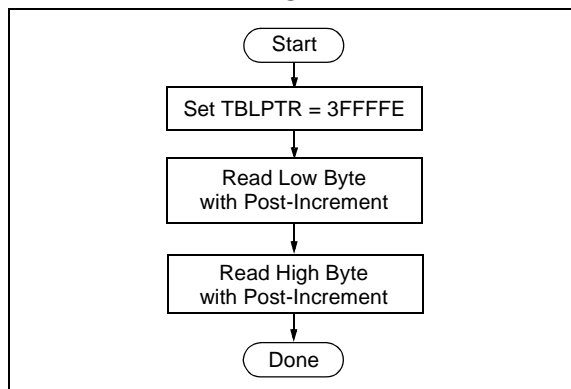 Start
Set TBLPTR = 3FFFFE
Read Low Byte
with Post-Increment
Read High Byte
with Post-Increment
Done